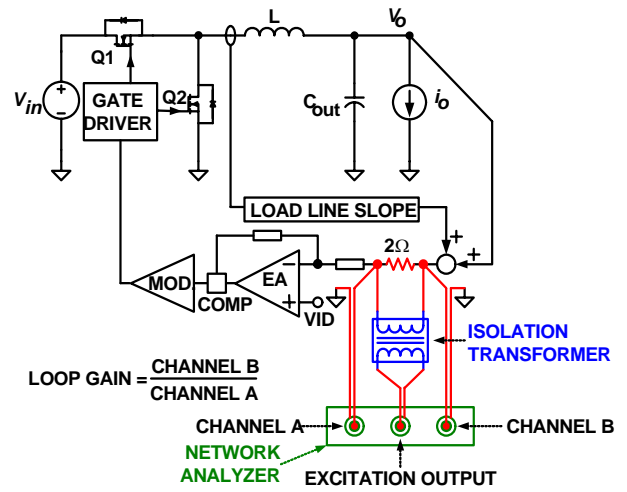 L
Vo
Q1
Vin
+
−
GATE
DRIVER
Q2
Cout
io
LOAD LINE SLOPE
+
+
2Ω
MOD.
COMP
EA
−
+
VID
ISOLATION
TRANSFORMER
LOOP GAIN = CHANNEL B
CHANNEL A
CHANNEL A
CHANNEL B
NETWORK
ANALYZER
EXCITATION OUTPUT